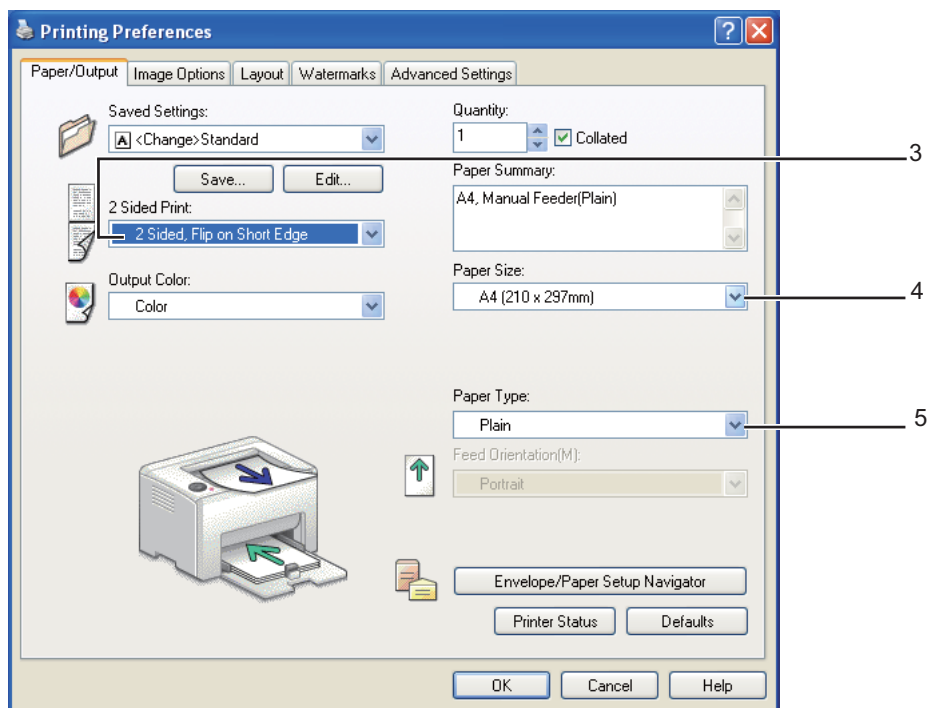 Printing Preferences
Paper/Output Image Options Layout Watermarks Advanced Settings
Saved Settings:
A <Change>Standard
Save... Edit...
2 Sided Print:
2 Sided, Flip on Short Edge
Output Color:
Color
Quantity:
1 Collated
Paper Summary:
A4, Manual Feeder(Plain)
Paper Size:
A4 (210 x 297mm)
Paper Type:
Plain
Feed Orientation(M):
Portrait
Envelope/Paper Setup Navigator
Printer Status Defaults
OK Cancel Help
3
4
5